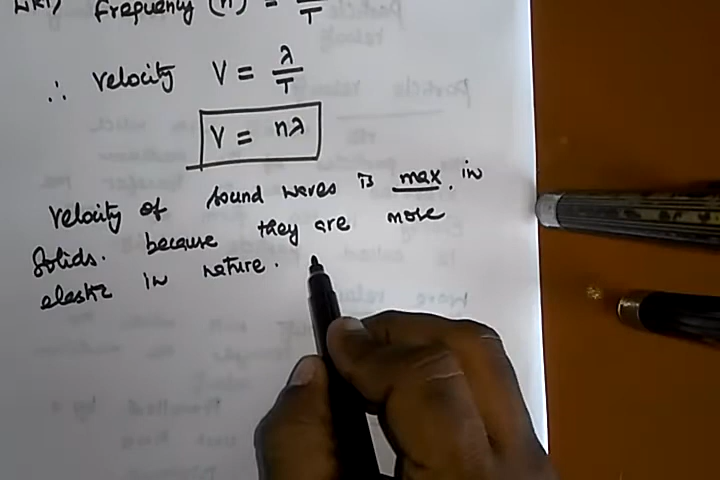 Frequency (n) = 1/T
∴ Velocity V = λ/T
V = nλ
Velocity of Sound waves is max. in
Solids. because they are more
elastic in nature.